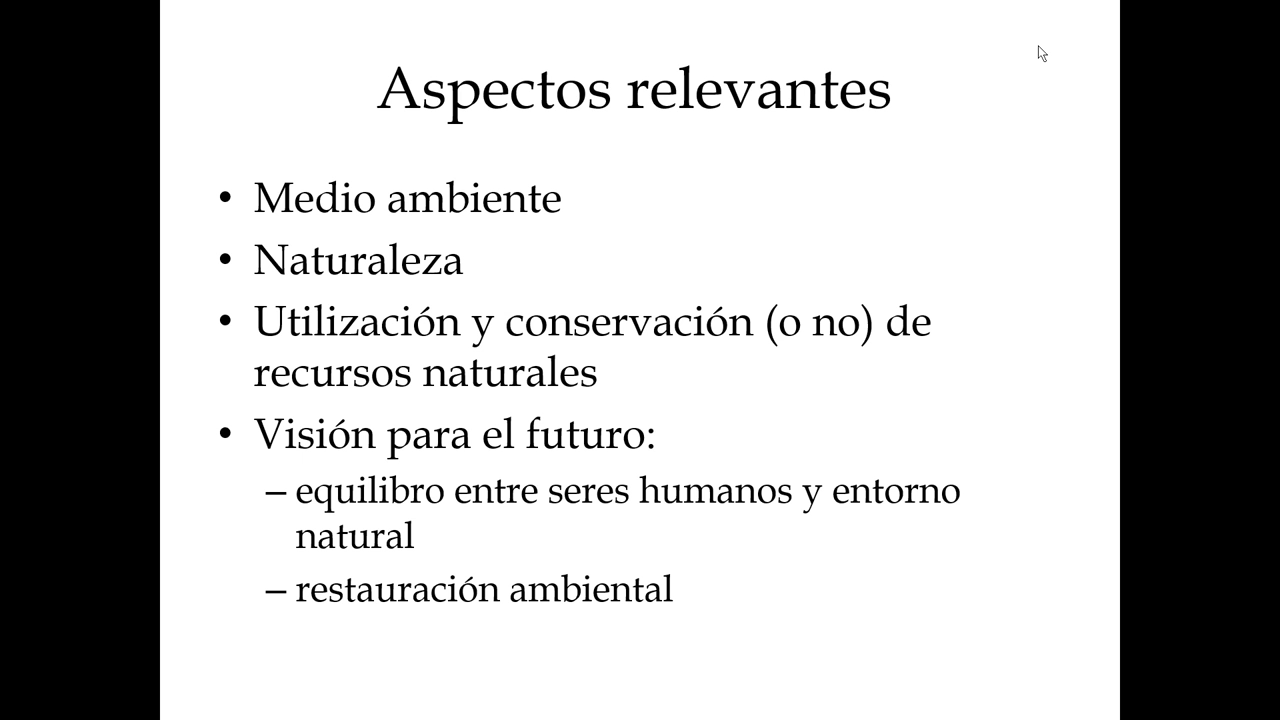 Aspectos relevantes
• Medio ambiente
• Naturaleza
• Utilización y conservación (o no) de
recursos naturales
• Visión para el futuro:
– equilibro entre seres humanos y entorno
natural
– restauración ambiental